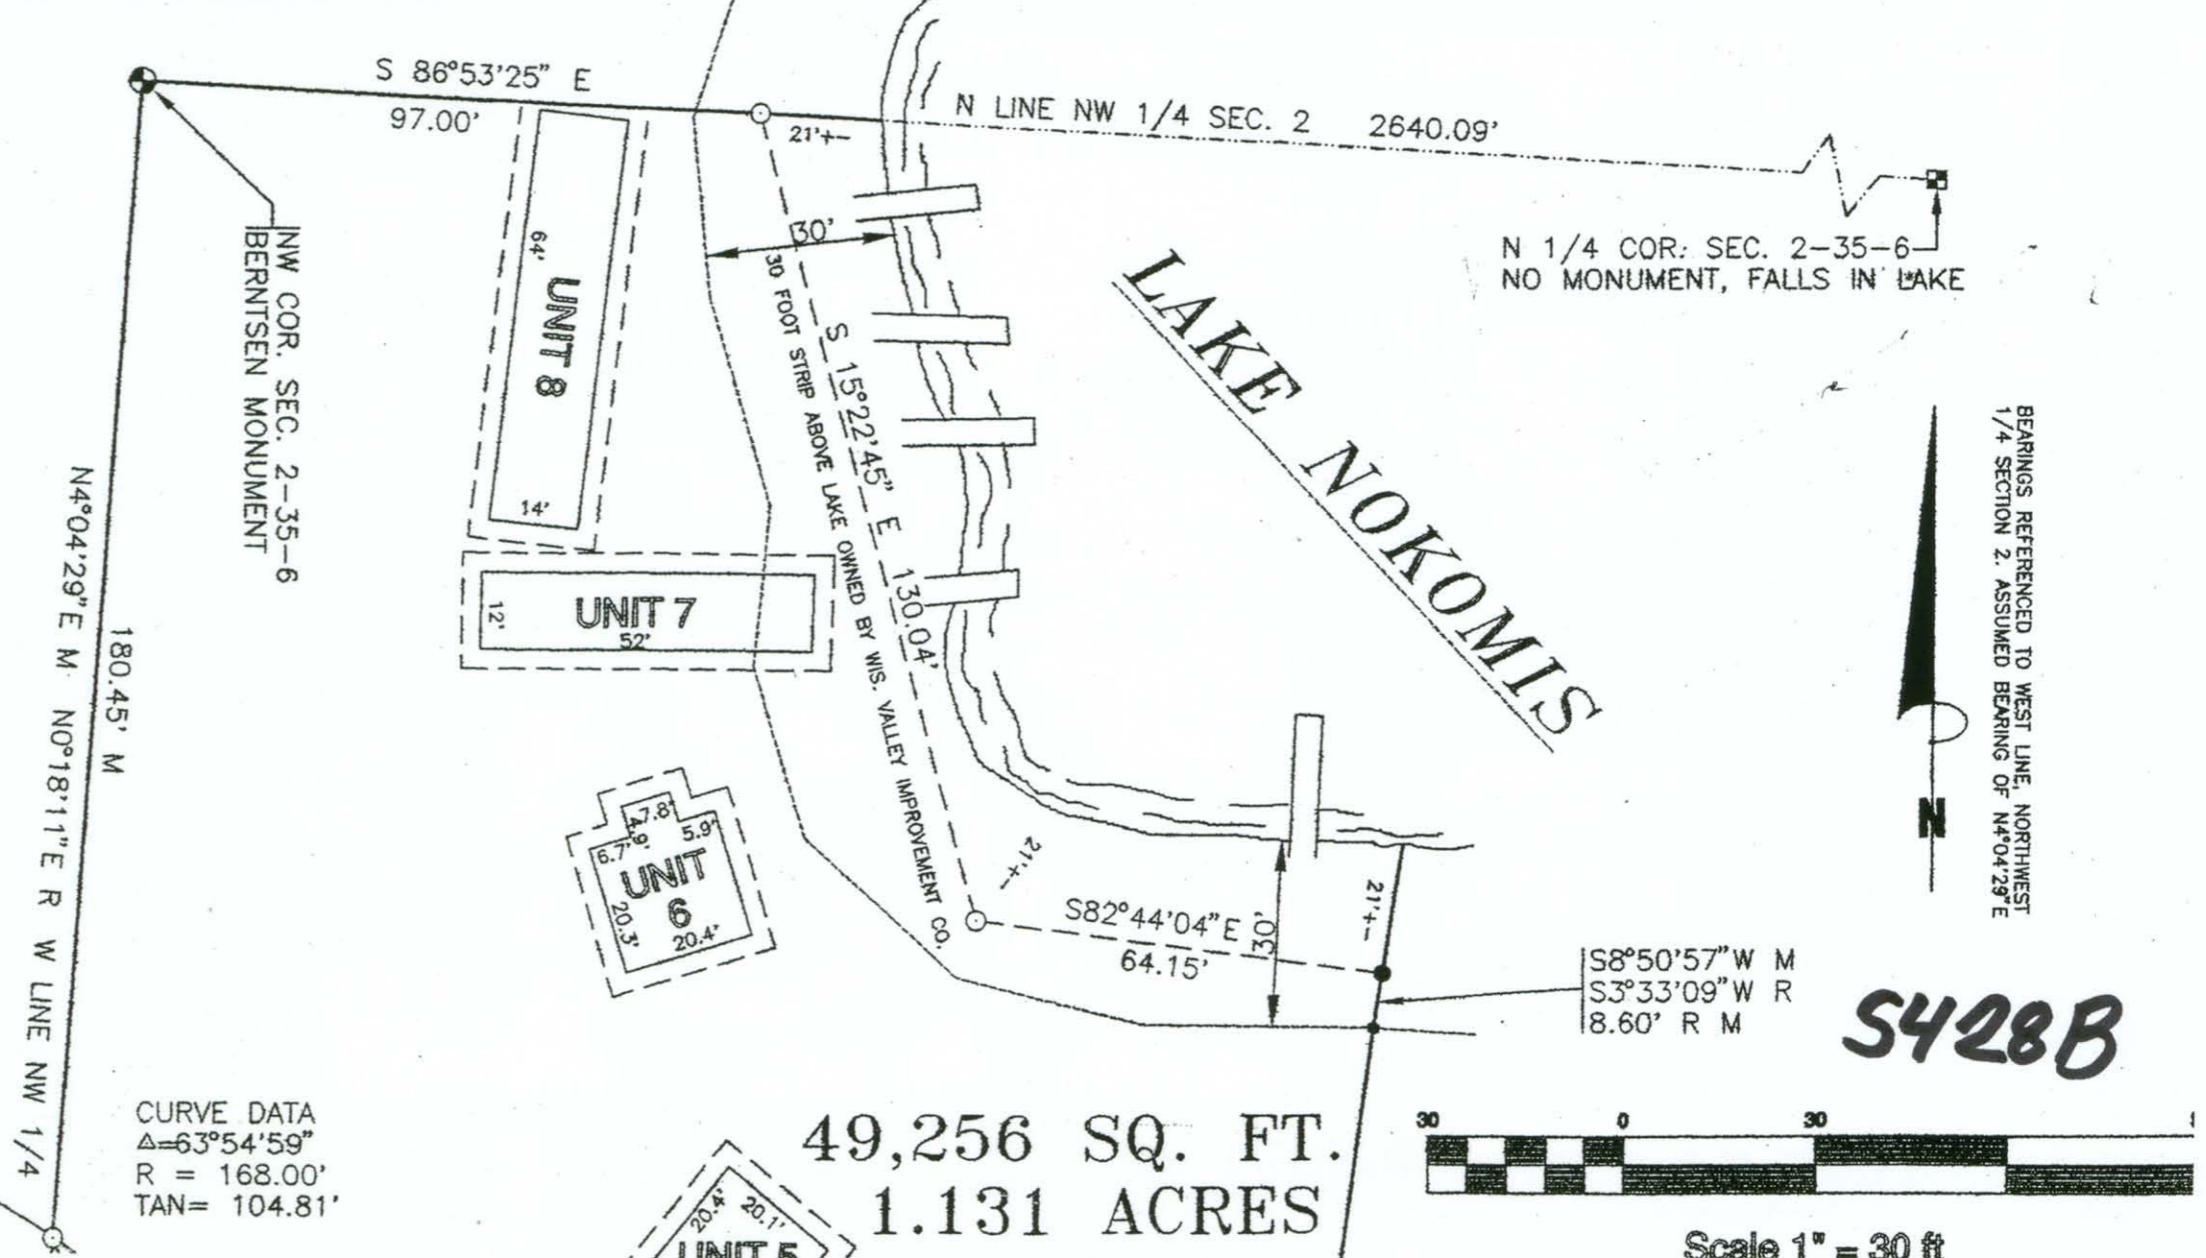 S 86°53'25" E
97.00'
21'+-
N LINE NW 1/4 SEC. 2 2640.09'
N 1/4 COR. SEC. 2-35-6
NO MONUMENT, FALLS IN LAKE
NW COR. SEC. 2-35-6
BERNTSEN MONUMENT
64'
UNIT 8
14'
30'
30 FOOT STRIP ABOVE LAKE OWNED BY WIS. VALLEY IMPROVEMENT CO.
S 15°22'45" E 130.04'
LAKE NOKOMIS
BEARINGS REFERENCED TO WEST LINE, NORTHWEST
1/4 SECTION 2. ASSUMED BEARING OF N4°04'29"E
N
12'
UNIT 7
52'
180.45' M
N4°04'29"E M N0°18'11"E R W LINE NW 1/4
7.8'
4.9'
5.9'
6.7'
UNIT
6
20.3'
20.4'
21'+-
S82°44'04"E
64.15'
30'
21'+-
S8°50'57"W M
S3°33'09"W R
8.60' R M
S428B
CURVE DATA
Δ=63°54'59"
R = 168.00'
TAN= 104.81'
49,256 SQ. FT.
1.131 ACRES
20.4'
20.1'
UNIT 5
30 0 30
Scale 1" = 30 ft